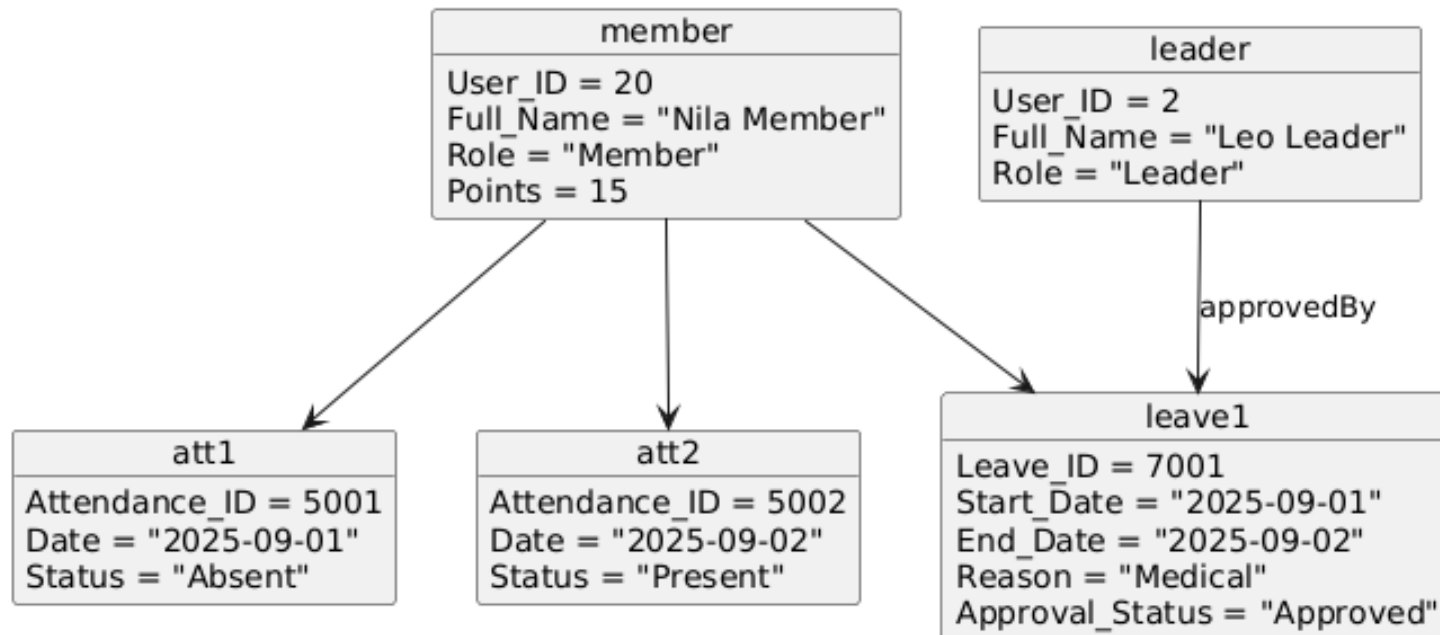 member
User_ID = 20
Full_Name = "Nila Member"
Role = "Member"
Points = 15
leader
User_ID = 2
Full_Name = "Leo Leader"
Role = "Leader"
approvedBy
att1
Attendance_ID = 5001
Date = "2025-09-01"
Status = "Absent"
att2
Attendance_ID = 5002
Date = "2025-09-02"
Status = "Present"
leave1
Leave_ID = 7001
Start_Date = "2025-09-01"
End_Date = "2025-09-02"
Reason = "Medical"
Approval_Status = "Approved"